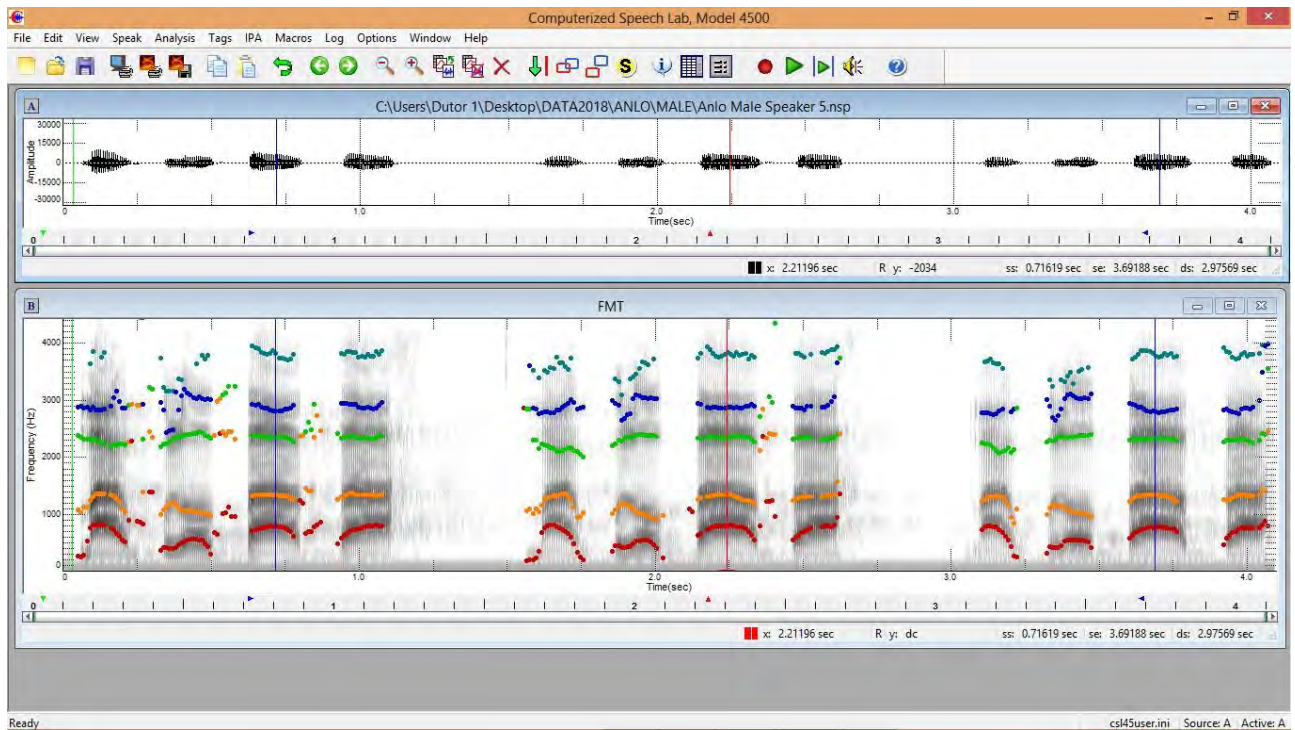 Computerized Speech Lab, Model 4500
File Edit View Speak Analysis Tags IPA Macros Log Options Window Help
A C:\Users\Dutor 1\Desktop\DATA2018\ANLO\MALE\Anlo Male Speaker 5.nsp
30000
15000
0
-15000
-30000
Amplitude
0 1.0 2.0 3.0 4.0
Time(sec)
0 1 2 3 4
x: 2.21196 sec R y: -2034 ss: 0.71619 sec se: 3.69188 sec ds: 2.97569 sec
B FMT
4000
3000
2000
1000
0
Frequency (Hz)
0 1.0 2.0 3.0 4.0
Time(sec)
0 1 2 3 4
x: 2.21196 sec R y: dc ss: 0.71619 sec se: 3.69188 sec ds: 2.97569 sec
Ready csl45user.ini Source: A Active: A